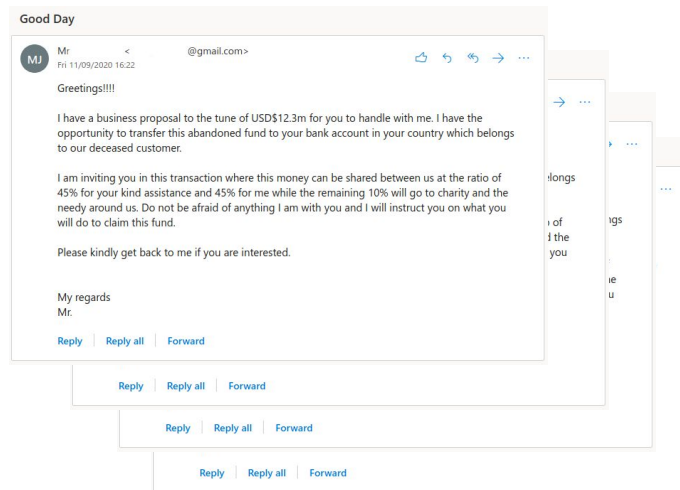 Good Day
MJ
Mr < @gmail.com>
Fri 11/09/2020 16:22
Greetings!!!!
I have a business proposal to the tune of USD$12.3m for you to handle with me. I have the
opportunity to transfer this abandoned fund to your bank account in your country which belongs
to our deceased customer.
I am inviting you in this transaction where this money can be shared between us at the ratio of
45% for your kind assistance and 45% for me while the remaining 10% will go to charity and the
needy around us. Do not be afraid of anything I am with you and I will instruct you on what you
will do to claim this fund.
Please kindly get back to me if you are interested.
My regards
Mr.
Reply Reply all Forward
elongs
of
the
you
Reply Reply all Forward
ngs
Reply Reply all Forward
Reply Reply all Forward